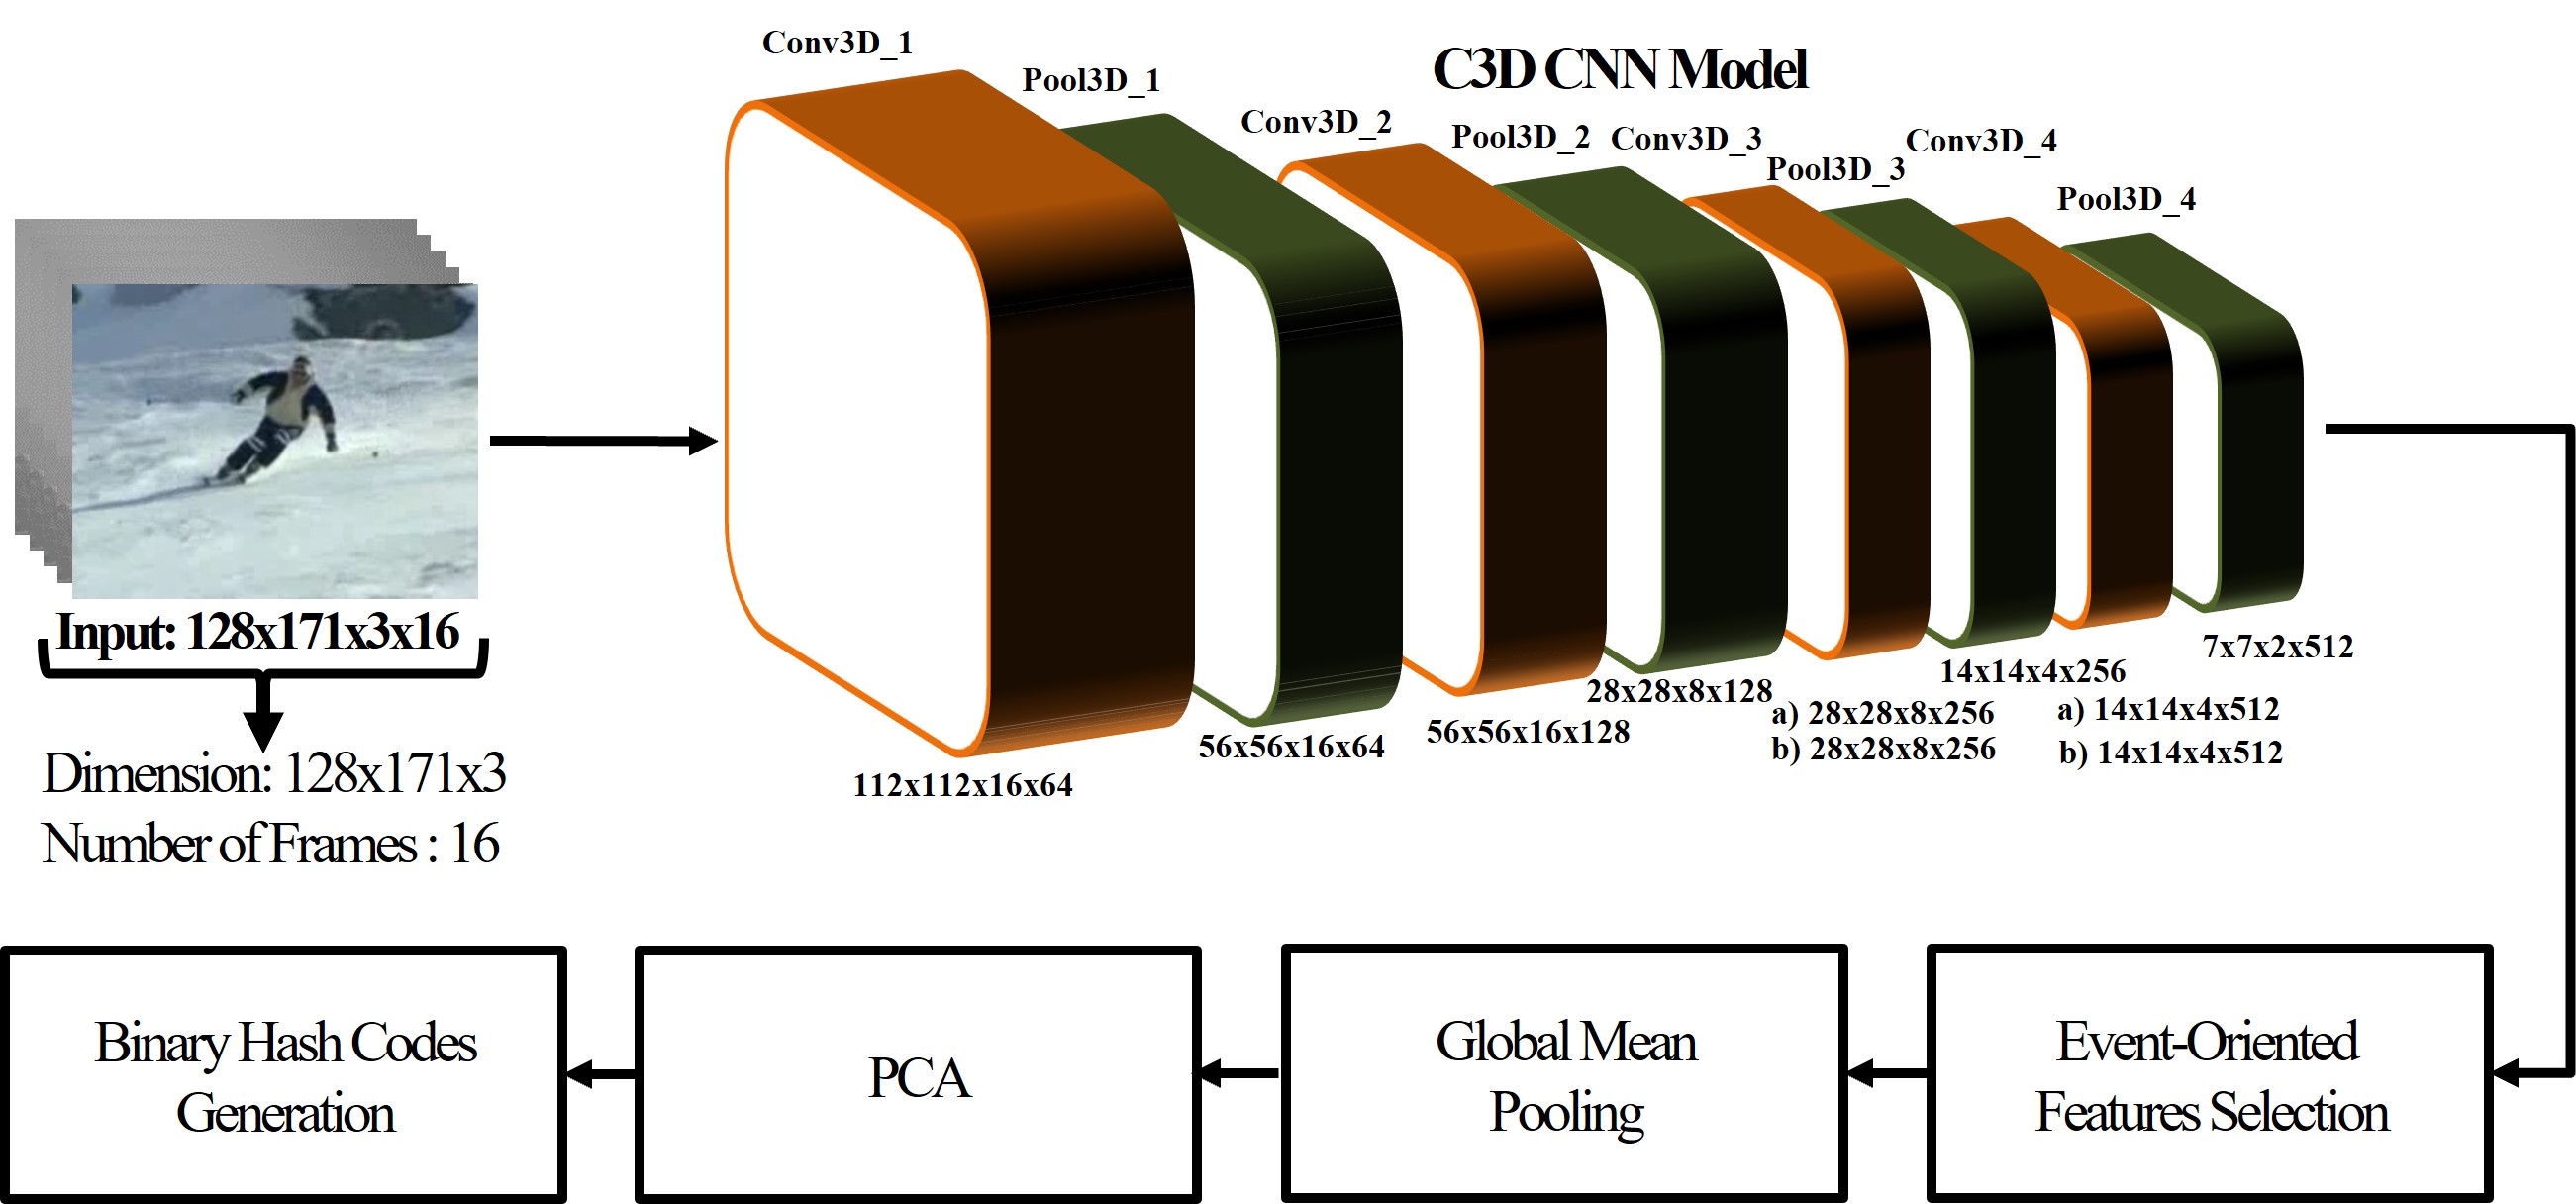 C3D CNN Model
Conv3D_1
Pool3D_1
Conv3D_2
Pool3D_2
Conv3D_3
Pool3D_3
Conv3D_4
Pool3D_4
Input: 128x171x3x16
Dimension: 128x171x3
Number of Frames : 16
112x112x16x64
56x56x16x64
56x56x16x128
28x28x8x128
a) 28x28x8x256
b) 28x28x8x256
14x14x4x256
a) 14x14x4x512
b) 14x14x4x512
7x7x2x512
Event-Oriented
Features Selection
Global Mean
Pooling
PCA
Binary Hash Codes
Generation